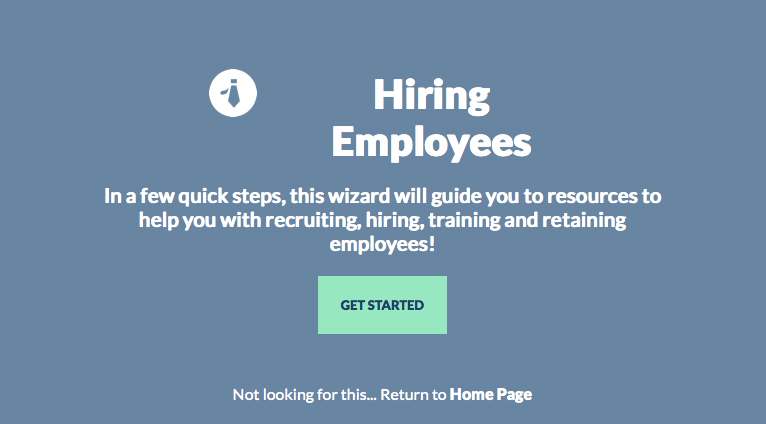 Hiring
Employees
In a few quick steps, this wizard will guide you to resources to
help you with recruiting, hiring, training and retaining
employees!
GET STARTED
Not looking for this... Return to Home Page